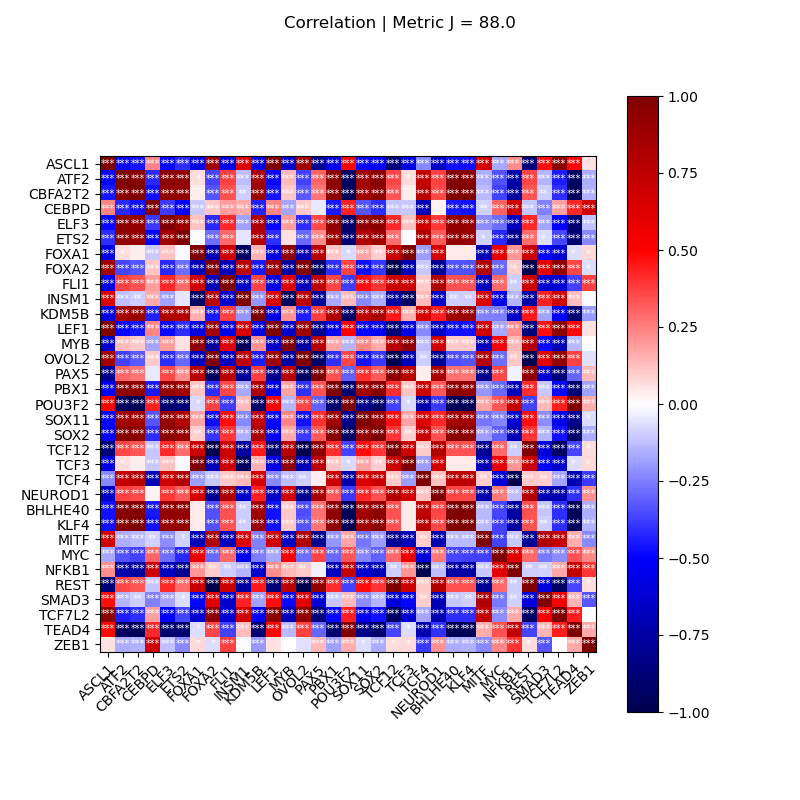 Correlation | Metric J = 88.0
ASCL1
ATF2
CBFA2T2
CEBPD
ELF3
ETS2
FOXA1
FOXA2
FLI1
INSM1
KDM5B
LEF1
MYB
OVOL2
PAX5
PBX1
POU3F2
SOX11
SOX2
TCF12
TCF3
TCF4
NEUROD1
BHLHE40
KLF4
MITF
MYC
NFKB1
REST
SMAD3
TCF7L2
TEAD4
ZEB1
ASCL1
ATF2
CBFA2T2
CEBPD
ELF3
ETS2
FOXA1
FOXA2
FLI1
INSM1
KDM5B
LEF1
MYB
OVOL2
PAX5
PBX1
POU3F2
SOX11
SOX2
TCF12
TCF3
TCF4
NEUROD1
BHLHE40
KLF4
MITF
MYC
NFKB1
REST
SMAD3
TCF7L2
TEAD4
ZEB1
1.00
0.75
0.50
0.25
0.00
−0.25
−0.50
−0.75
−1.00